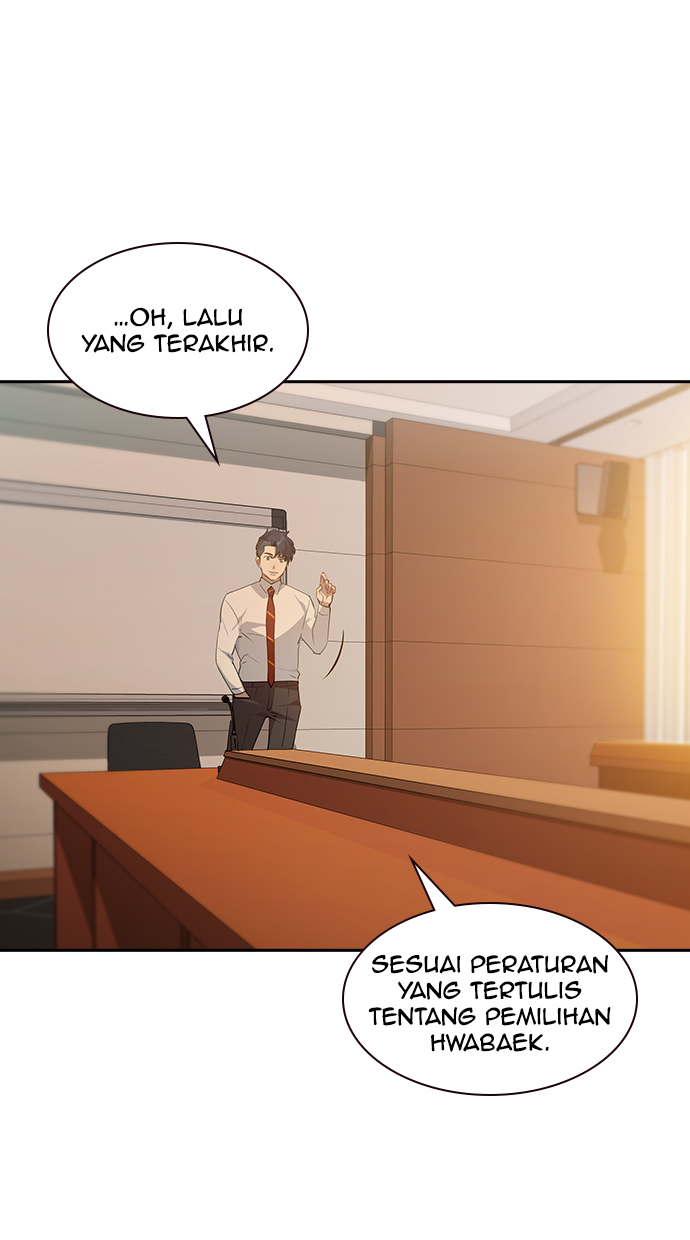 ...OH, LALU
YANG TERAKHIR.
SESUAI PERATURAN
YANG TERTULIS
TENTANG PEMILIHAN
HWABAEK.